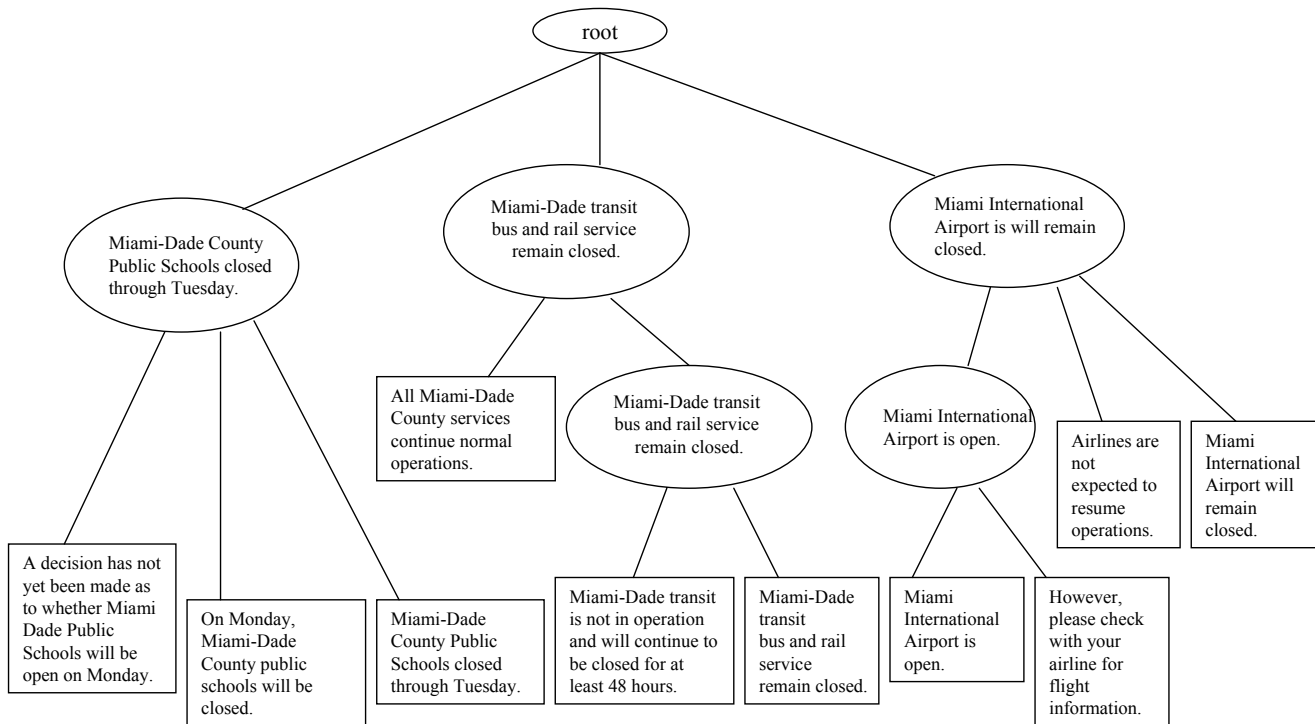 root
Miami-Dade County
Public Schools closed
through Tuesday.
Miami-Dade transit
bus and rail service
remain closed.
Miami International
Airport is will remain
closed.
All Miami-Dade
County services
continue normal
operations.
Miami-Dade transit
bus and rail service
remain closed.
Miami International
Airport is open.
Airlines are
not
expected to
resume
operations.
Miami
International
Airport will
remain
closed.
A decision has not
yet been made as
to whether Miami
Dade Public
Schools will be
open on Monday.
On Monday,
Miami-Dade
County public
schools will be
closed.
Miami-Dade
County Public
Schools closed
through Tuesday.
Miami-Dade transit
is not in operation
and will continue to
be closed for at
least 48 hours.
Miami-Dade
transit
bus and rail
service
remain closed.
Miami
International
Airport is
open.
However,
please check
with your
airline for
flight
information.